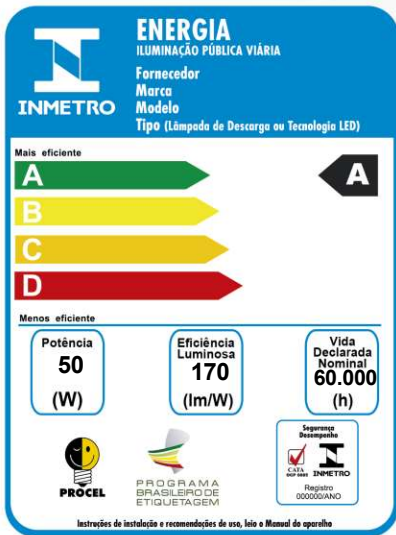 ENERGIA
ILUMINAÇÃO PÚBLICA VIÁRIA
INMETRO
Fornecedor
Marca
Modelo
Tipo (Lâmpada de Descarga ou Tecnologia LED)
Mais eficiente
A
A
B
C
D
Menos eficiente
Potência
50
(W)
Eficiência
Luminosa
170
(lm/W)
Vida
Declarada
Nominal
60.000
(h)
PROCEL
PROGRAMA
BRASILEIRO DE
ETIQUETAGEM
Segurança
Desempenho
INMETRO
Registro
000000/ANO
Instruções de instalação e recomendações de uso, leia o Manual do aparelho